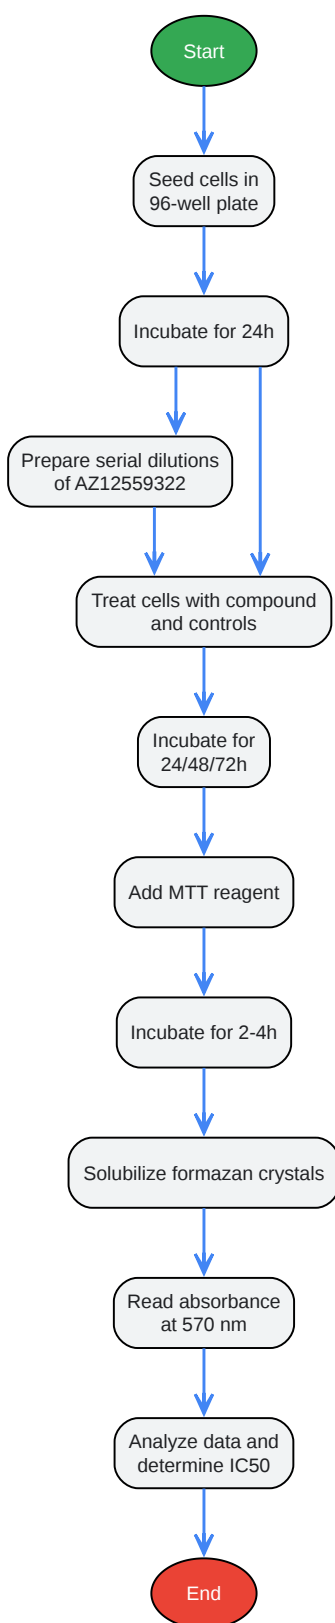 Start
Seed cells in
96-well plate
Incubate for 24h
Prepare serial dilutions
of AZ12559322
Treat cells with compound
and controls
Incubate for
24/48/72h
Add MTT reagent
Incubate for 2-4h
Solubilize formazan crystals
Read absorbance
at 570 nm
Analyze data and
determine IC50
End